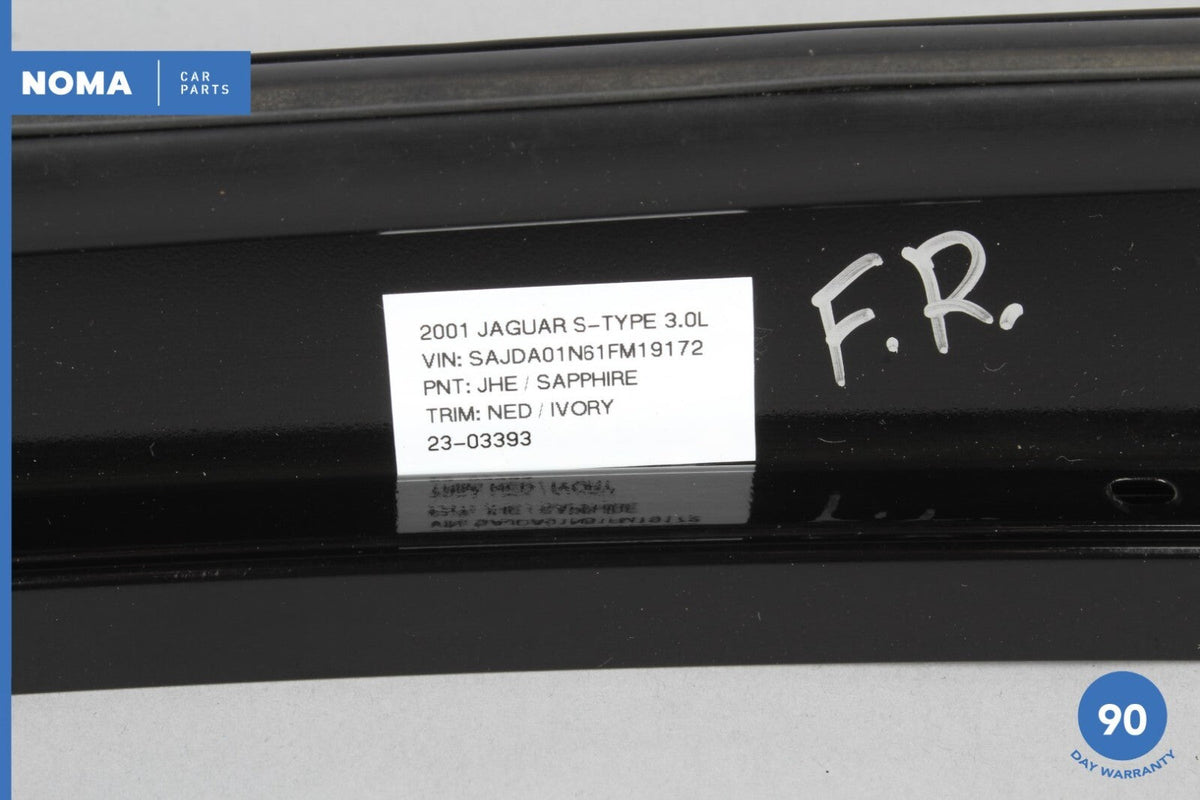 NOMA
CAR
PARTS
F.R.
2001 JAGUAR S-TYPE 3.0L
VIN: SAJDA01N61FM19172
PNT: JHE / SAPPHIRE
TRIM: NED / IVORY
23-03393
90
DAY WARRANTY